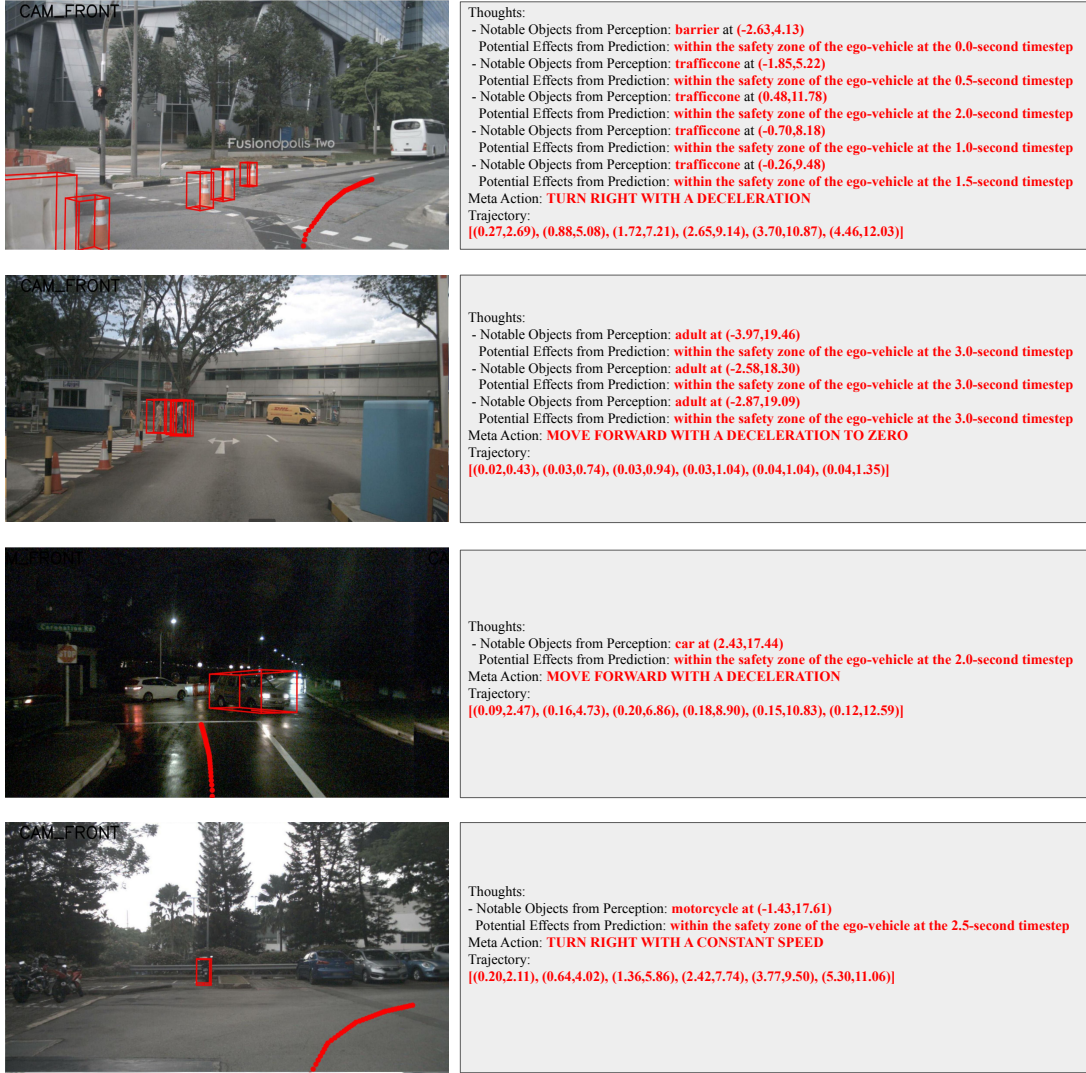 CAM_FRONT
Fusionopolis Two
Thoughts:
- Notable Objects from Perception: barrier at (-2.63,4.13)
Potential Effects from Prediction: within the safety zone of the ego-vehicle at the 0.0-second timestep
- Notable Objects from Perception: trafficcone at (-1.85,5.22)
Potential Effects from Prediction: within the safety zone of the ego-vehicle at the 0.5-second timestep
- Notable Objects from Perception: trafficcone at (0.48,11.78)
Potential Effects from Prediction: within the safety zone of the ego-vehicle at the 2.0-second timestep
- Notable Objects from Perception: trafficcone at (-0.70,8.18)
Potential Effects from Prediction: within the safety zone of the ego-vehicle at the 1.0-second timestep
- Notable Objects from Perception: trafficcone at (-0.26,9.48)
Potential Effects from Prediction: within the safety zone of the ego-vehicle at the 1.5-second timestep
Meta Action: TURN RIGHT WITH A DECELERATION
Trajectory:
[(0.27,2.69), (0.88,5.08), (1.72,7.21), (2.65,9.14), (3.70,10.87), (4.46,12.03)]
CAM_FRONT
Thoughts:
- Notable Objects from Perception: adult at (-3.97,19.46)
Potential Effects from Prediction: within the safety zone of the ego-vehicle at the 3.0-second timestep
- Notable Objects from Perception: adult at (-2.58,18.30)
Potential Effects from Prediction: within the safety zone of the ego-vehicle at the 3.0-second timestep
- Notable Objects from Perception: adult at (-2.87,19.09)
Potential Effects from Prediction: within the safety zone of the ego-vehicle at the 3.0-second timestep
Meta Action: MOVE FORWARD WITH A DECELERATION TO ZERO
Trajectory:
[(0.02,0.43), (0.03,0.74), (0.03,0.94), (0.03,1.04), (0.04,1.04), (0.04,1.35)]
Coronation Rd
STOP
Thoughts:
- Notable Objects from Perception: car at (2.43,17.44)
Potential Effects from Prediction: within the safety zone of the ego-vehicle at the 2.0-second timestep
Meta Action: MOVE FORWARD WITH A DECELERATION
Trajectory:
[(0.09,2.47), (0.16,4.73), (0.20,6.86), (0.18,8.90), (0.15,10.83), (0.12,12.59)]
CAM_FRONT
Thoughts:
- Notable Objects from Perception: motorcycle at (-1.43,17.61)
Potential Effects from Prediction: within the safety zone of the ego-vehicle at the 2.5-second timestep
Meta Action: TURN RIGHT WITH A CONSTANT SPEED
Trajectory:
[(0.20,2.11), (0.64,4.02), (1.36,5.86), (2.42,7.74), (3.77,9.50), (5.30,11.06)]